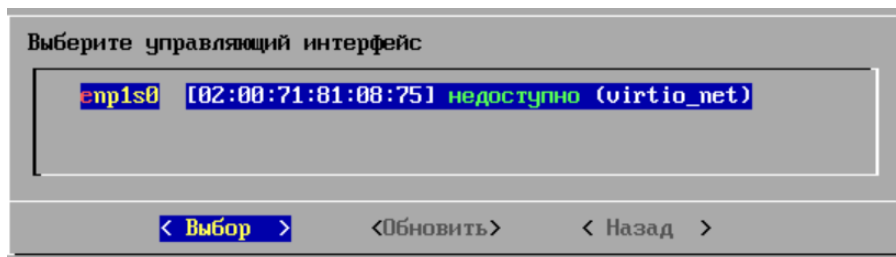 Выберите управляющий интерфейс
enp1s0 [02:00:71:81:08:75] недоступно (virtio_net)
< Выбор > <Обновить> < Назад >